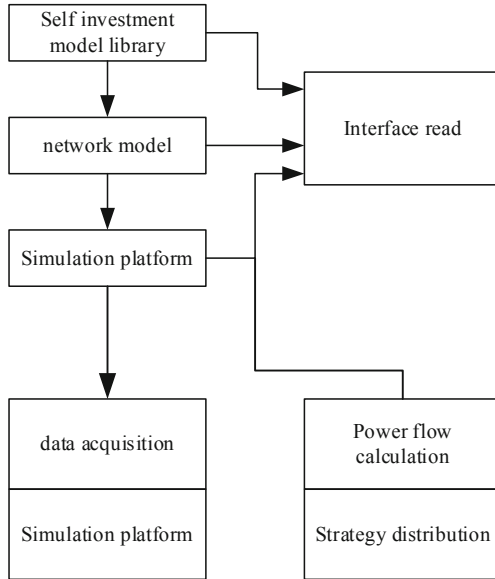 Self investment
model library
Interface read
network model
Simulation platform
data acquisition
Power flow
calculation
Simulation platform
Strategy distribution